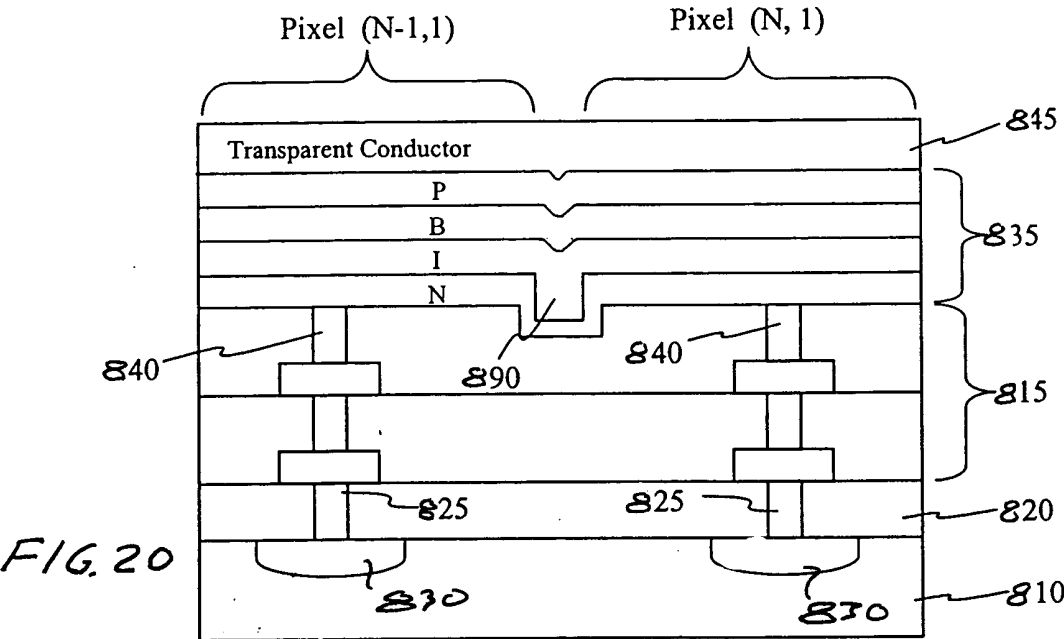 Pixel (N-1,1)
Pixel (N, 1)
845
Transparent Conductor
P
B
835
I
N
840
890
840
815
825
825
820
FIG. 20
830
830
810